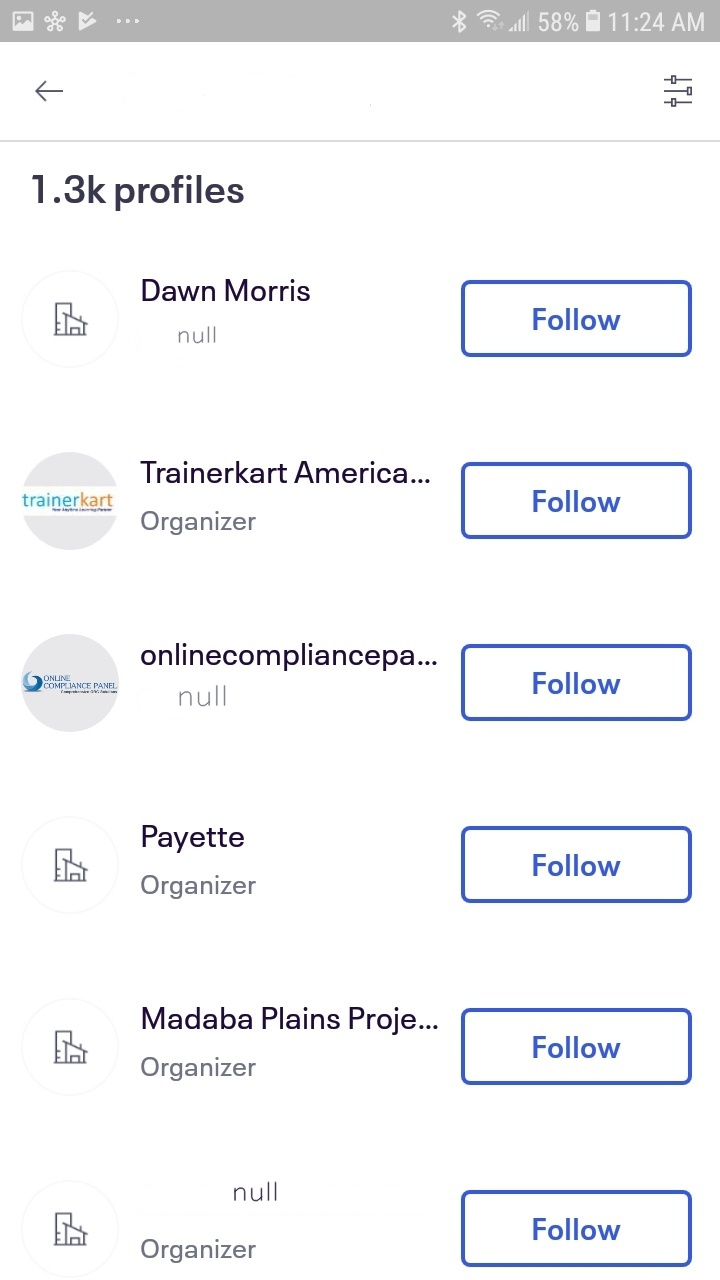 58% 11:24 AM
1.3k profiles
Dawn Morris
null
Follow
trainerkart
Trainerkart America...
Organizer
Follow
ONLINE
COMPLIANCE PANEL
onlinecompliancepa...
null
Follow
Payette
Organizer
Follow
Madaba Plains Proje...
Organizer
Follow
null
Organizer
Follow